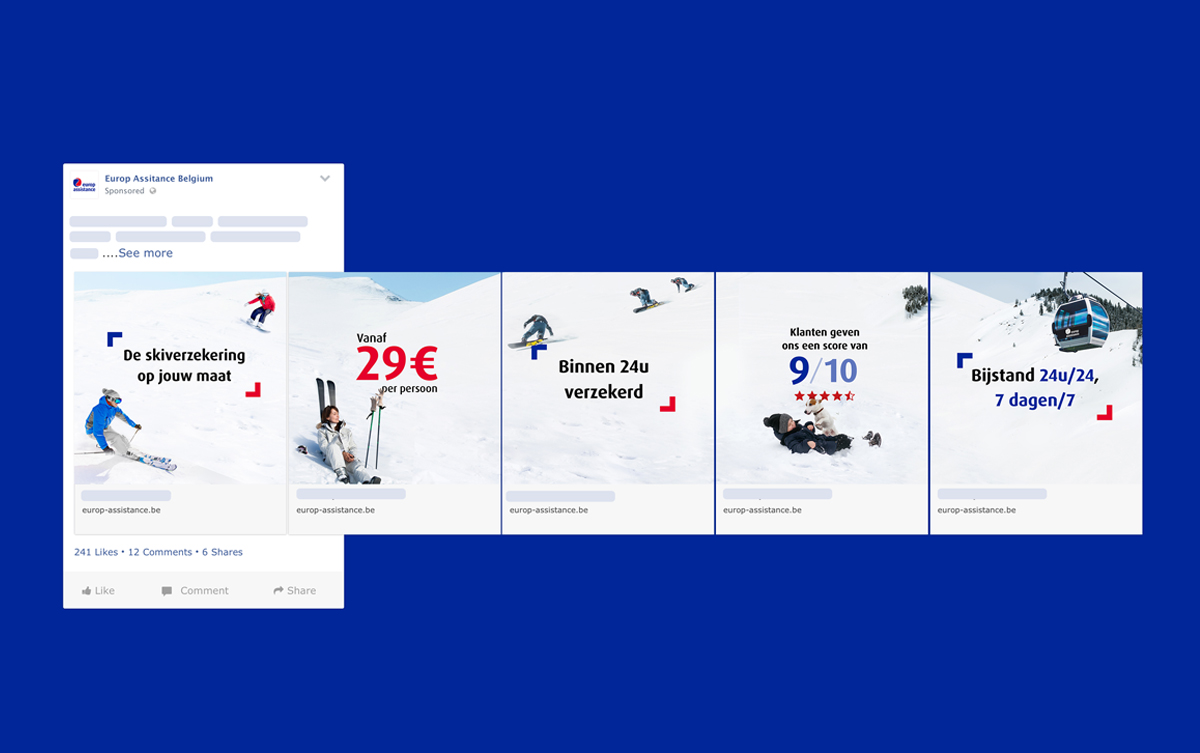 europ
assistance
Europ Assitance Belgium
Sponsored
....See more
De skiverzekering
op jouw maat
Vanaf
29€
per persoon
Binnen 24u
verzekerd
Klanten geven
ons een score van
9/10
Bijstand 24u/24,
7 dagen/7
europ-assistance.be
europ-assistance.be
europ-assistance.be
europ-assistance.be
europ-assistance.be
241 Likes • 12 Comments • 6 Shares
Like
Comment
Share